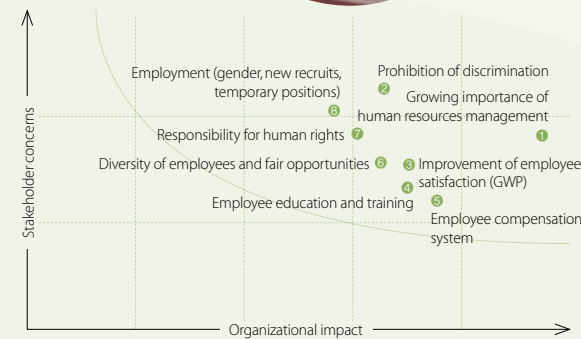 Employment (gender, new recruits,
temporary positions)
8
Prohibition of discrimination
2
Growing importance of
human resources management
1
Responsibility for human rights 7
Diversity of employees and fair opportunities 6
3 Improvement of employee
satisfaction (GWP)
4
Employee education and training
5
Employee compensation
system
Stakeholder concerns
Organizational impact